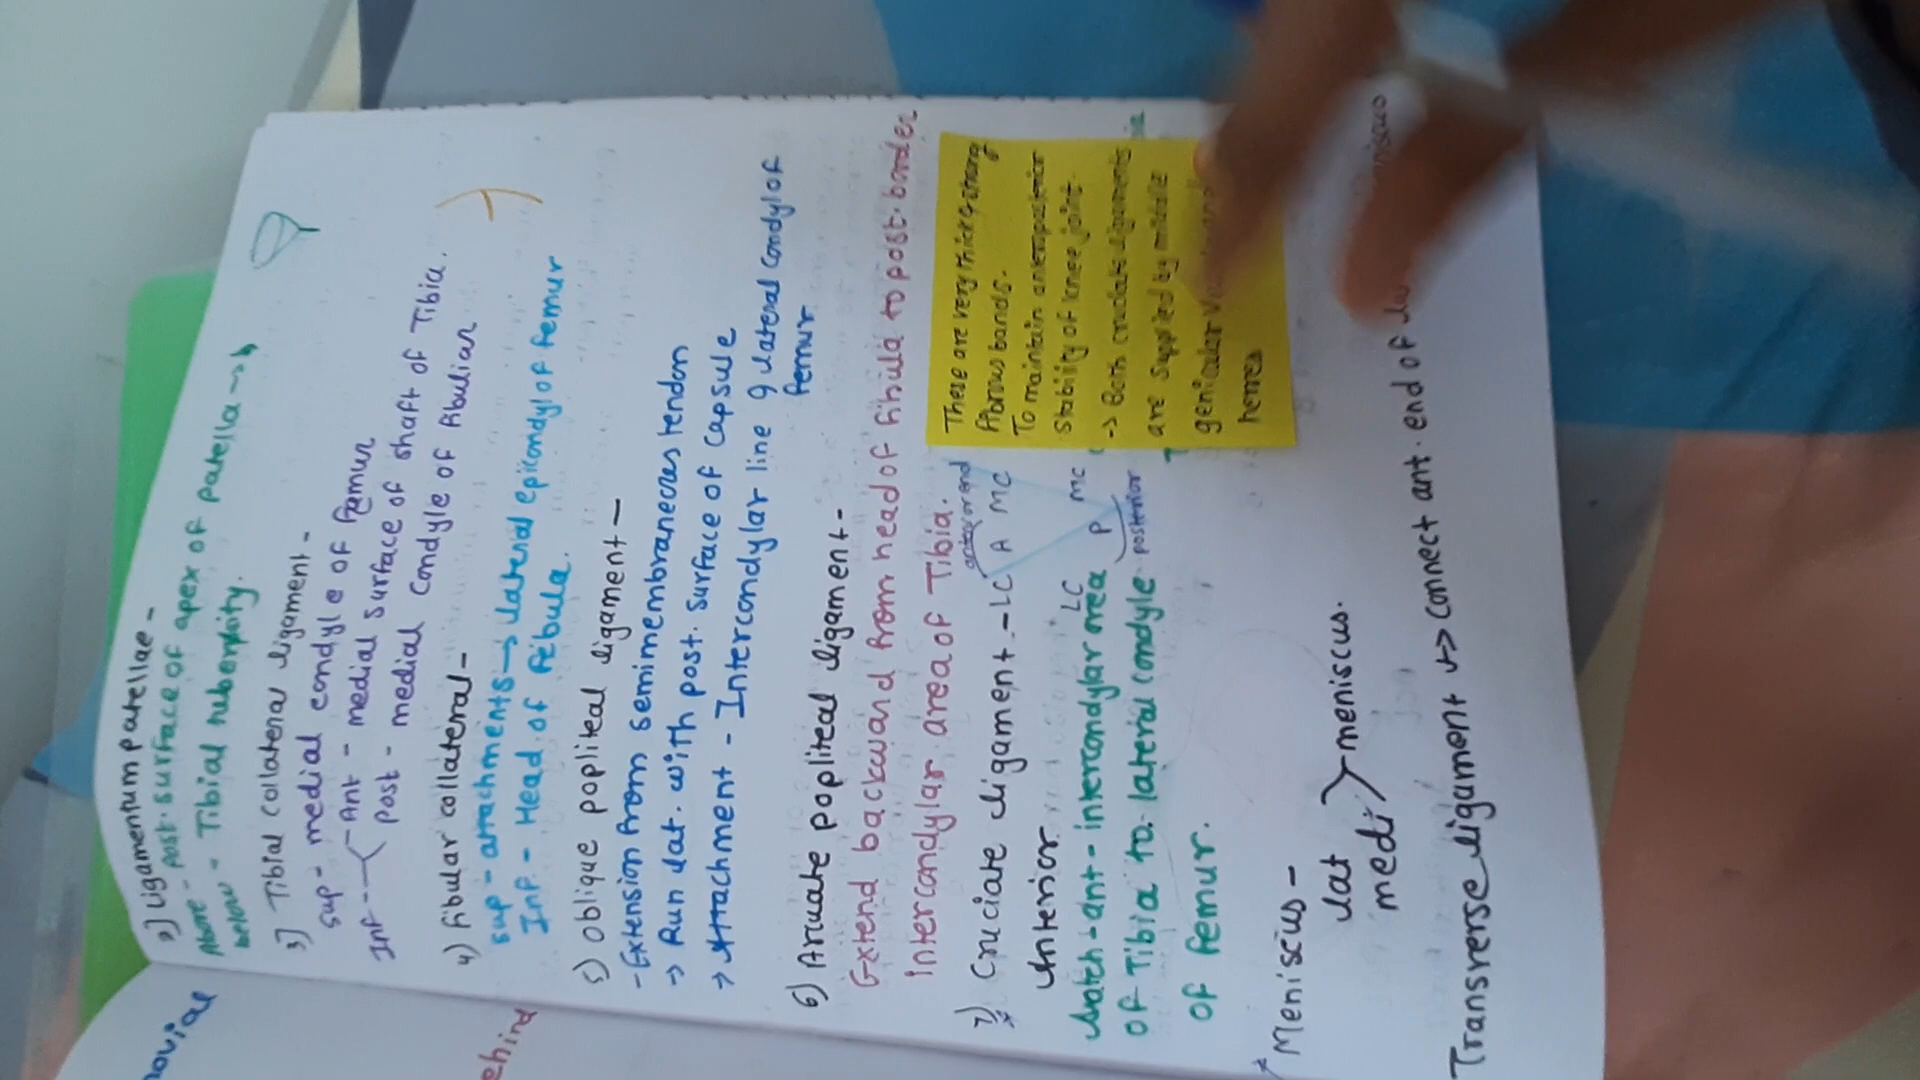 2) Ligamentum patellae -
Above - Post. surface of apex of patella →
below - Tibial tuberosity.
3) Tibial collateral ligament -
sup - medial condyle of Femur
Inf - Ant - medial surface of shaft of Tibia.
post - medial condyle of
4) fibular collateral -
sup - attachments → lateral epicondyl of femur
Inf - Head of Fibula.
5) Oblique popliteal ligament -
- Extension from semimembraneous tendon
→ Run lat. with post. surface of capsule
→ Attachment - Intercondylar line & lateral condyl of
femur.
6) Arcuate popliteal ligament -
Extend backward from head of fibula to post. border
Intercondylar area of Tibia.
7) Cruciate ligament - LC A MC
Anterior LC P MC
posterior
Aatch - ant - intercondylar area
of Tibia to lateral condyle
of femur.
These are very thick & strong
fibrous bands.
To maintain anteroposterior
stability of knee joint.
→ Both cruciate ligaments
are supplied by middle
genicular
Meniscus -
lat
medi meniscus.
Transverse ligament → connect ant. end of
ovial
ehind